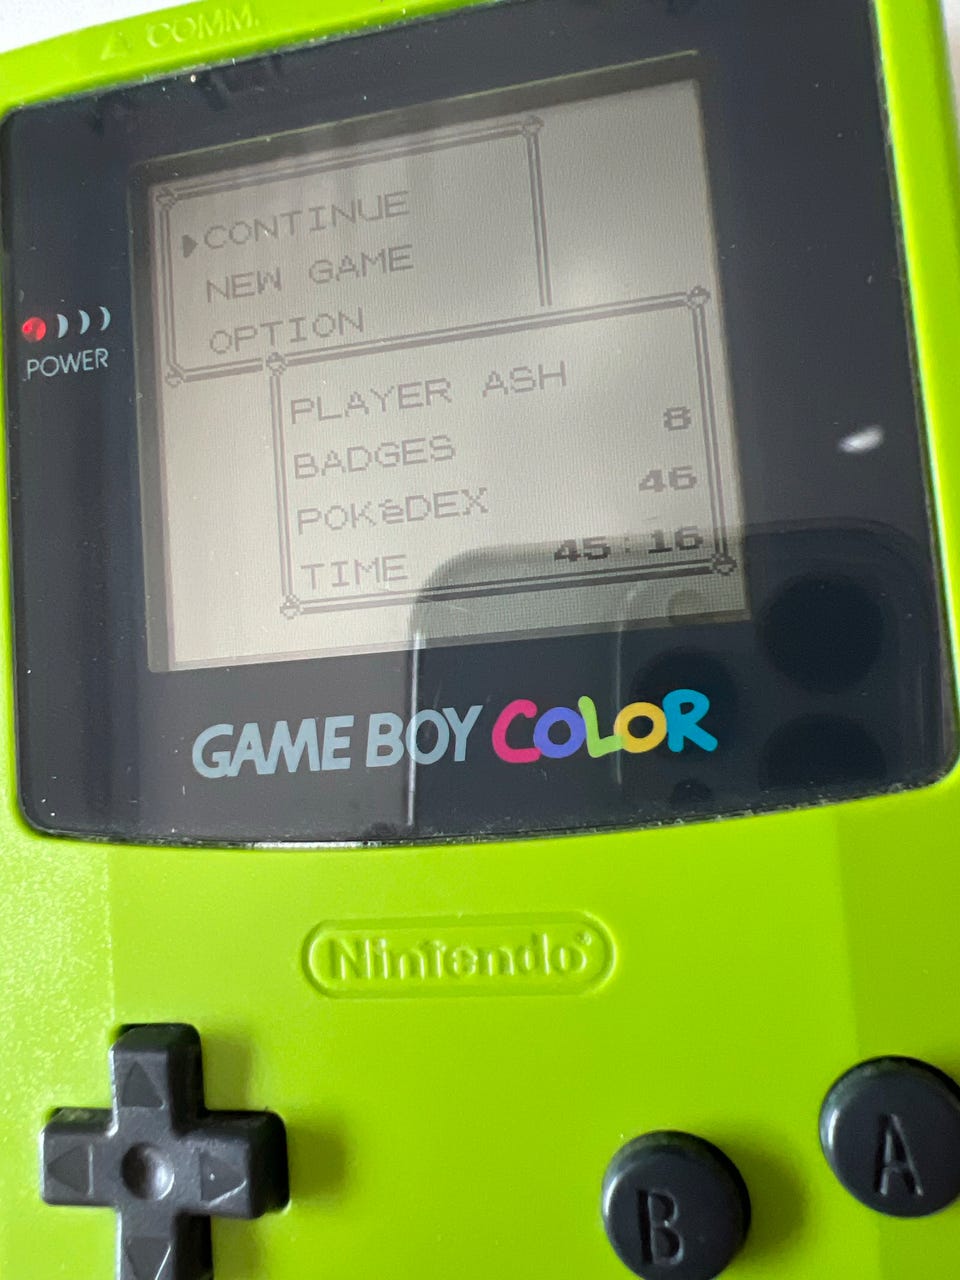 COMM.
CONTINUE
NEW GAME
OPTION
POWER
PLAYER ASH
BADGES 8
POKéDEX 46
TIME 45:16
GAME BOY COLOR
Nintendo®
B
A